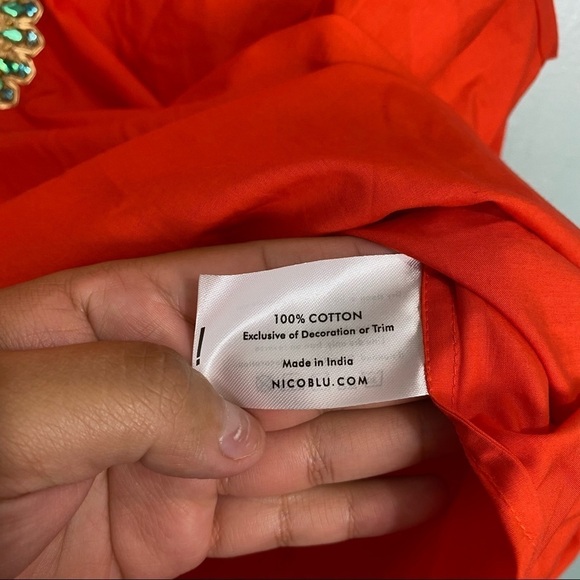 100% COTTON
Exclusive of Decoration or Trim
Made in India
NICOBLU.COM